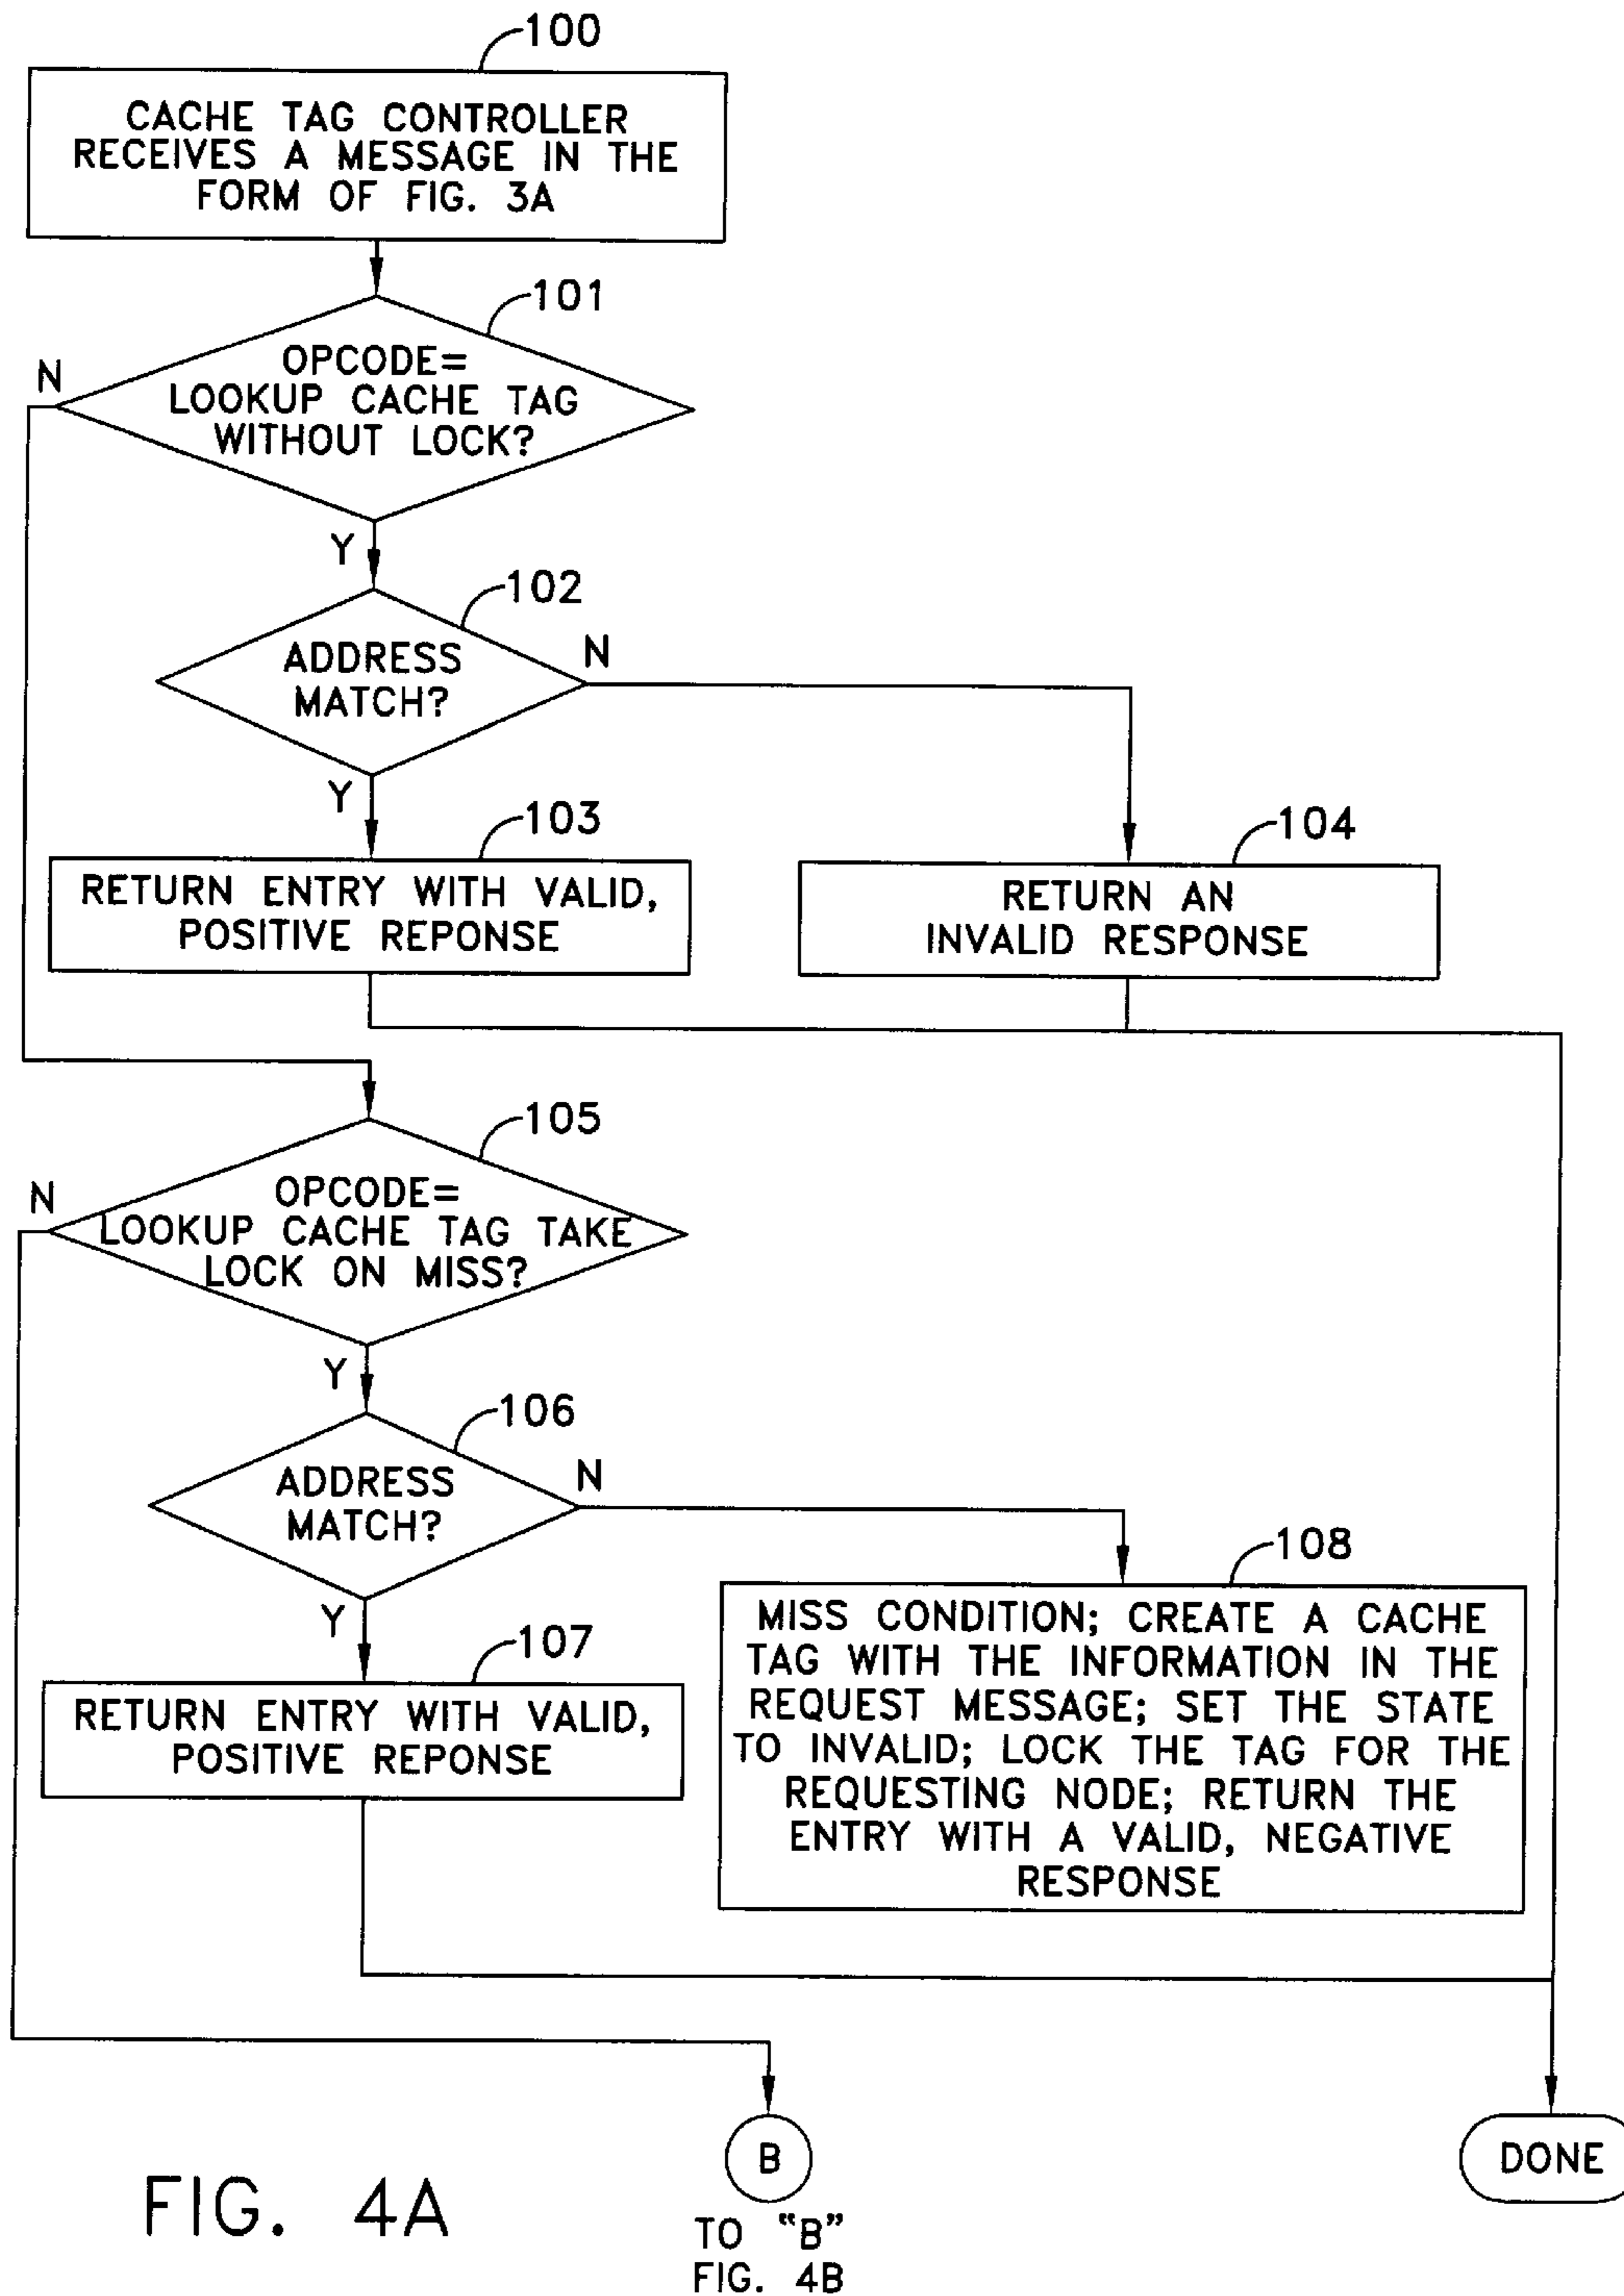 100
CACHE TAG CONTROLLER
RECEIVES A MESSAGE IN THE
FORM OF FIG. 3A
101
OPCODE=
LOOKUP CACHE TAG
WITHOUT LOCK?
N
Y
102
ADDRESS
MATCH?
N
Y
103
RETURN ENTRY WITH VALID,
POSITIVE REPONSE
104
RETURN AN
INVALID RESPONSE
105
OPCODE=
LOOKUP CACHE TAG TAKE
LOCK ON MISS?
N
Y
106
ADDRESS
MATCH?
N
Y
107
RETURN ENTRY WITH VALID,
POSITIVE REPONSE
108
MISS CONDITION; CREATE A CACHE
TAG WITH THE INFORMATION IN THE
REQUEST MESSAGE; SET THE STATE
TO INVALID; LOCK THE TAG FOR THE
REQUESTING NODE; RETURN THE
ENTRY WITH A VALID, NEGATIVE
RESPONSE
B
TO "B"
FIG. 4B
DONE
FIG. 4A